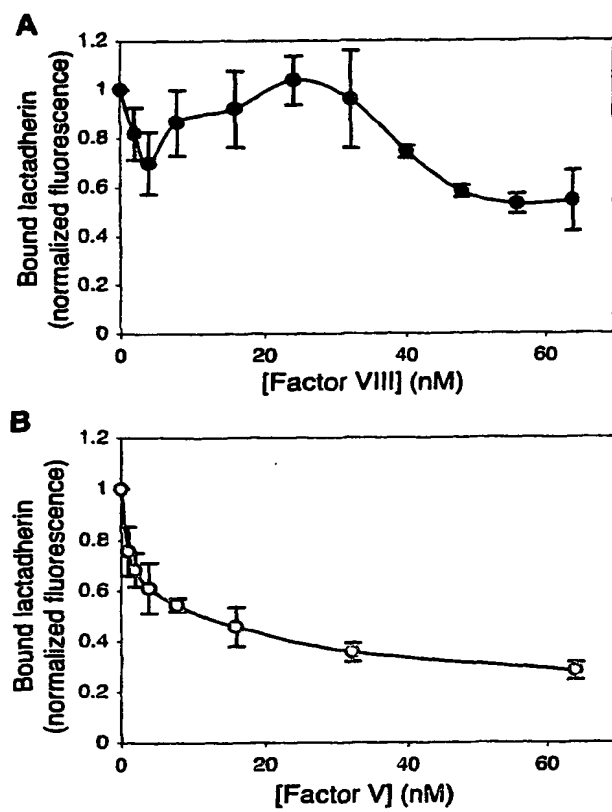 A
Bound lactadherin
(normalized fluorescence)
1.2
1
0.8
0.6
0.4
0.2
0
0 20 40 60
[Factor VIII] (nM)
B
Bound lactadherin
(normalized fluorescence)
1.2
1
0.8
0.6
0.4
0.2
0
0 20 40 60
[Factor V] (nM)